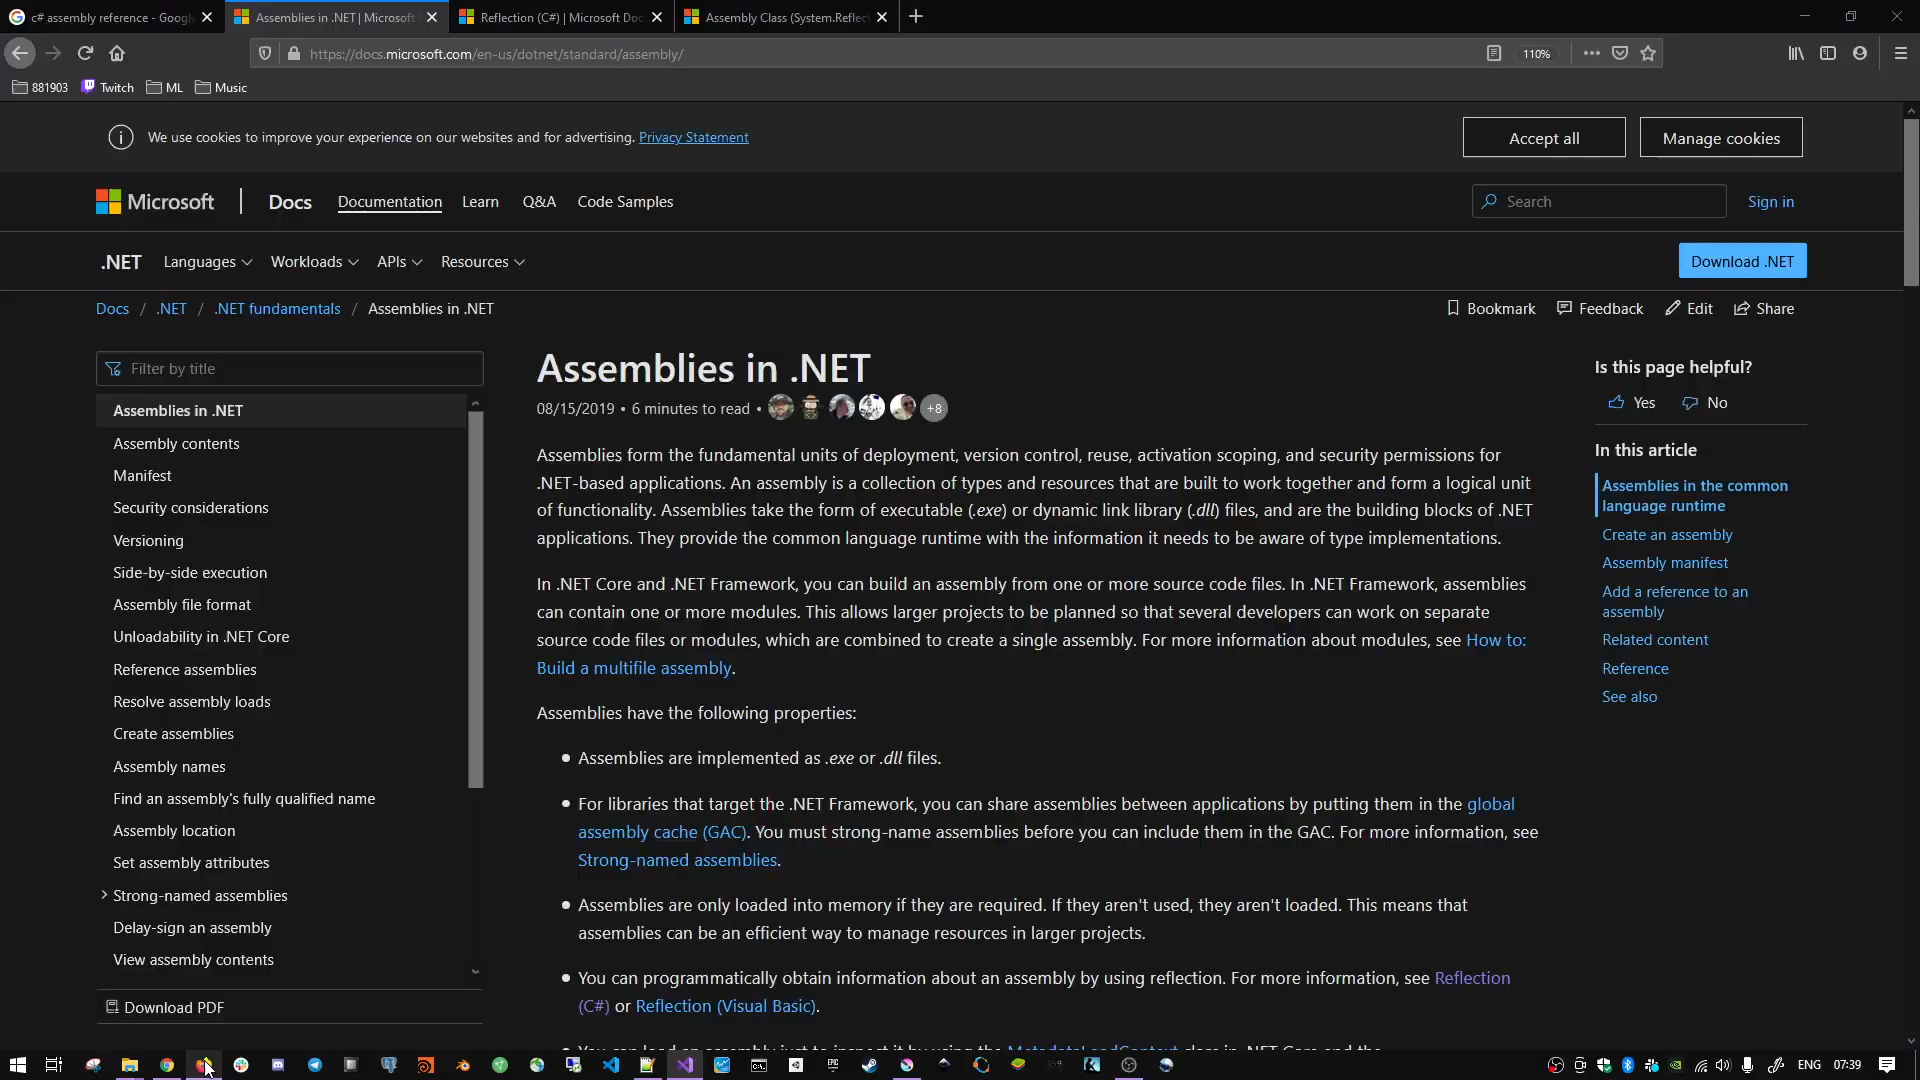 c# assembly reference - Googl
Assemblies in .NET | Microsoft
Reflection (C#) | Microsoft Doc
Assembly Class (System.Reflec
https://docs.microsoft.com/en-us/dotnet/standard/assembly/
110%
881903
Twitch
ML
Music
We use cookies to improve your experience on our websites and for advertising. Privacy Statement
Accept all
Manage cookies
Microsoft
Docs
Documentation
Learn
Q&A
Code Samples
Search
Sign in
.NET
Languages
Workloads
APIs
Resources
Download .NET
Docs / .NET / .NET fundamentals / Assemblies in .NET
Bookmark
Feedback
Edit
Share
Filter by title
Assemblies in .NET
Assembly contents
Manifest
Security considerations
Versioning
Side-by-side execution
Assembly file format
Unloadability in .NET Core
Reference assemblies
Resolve assembly loads
Create assemblies
Assembly names
Find an assembly's fully qualified name
Assembly location
Set assembly attributes
Strong-named assemblies
Delay-sign an assembly
View assembly contents
Download PDF
Assemblies in .NET
08/15/2019 • 6 minutes to read •
+8
Assemblies form the fundamental units of deployment, version control, reuse, activation scoping, and security permissions for
.NET-based applications. An assembly is a collection of types and resources that are built to work together and form a logical unit
of functionality. Assemblies take the form of executable (.exe) or dynamic link library (.dll) files, and are the building blocks of .NET
applications. They provide the common language runtime with the information it needs to be aware of type implementations.
In .NET Core and .NET Framework, you can build an assembly from one or more source code files. In .NET Framework, assemblies
can contain one or more modules. This allows larger projects to be planned so that several developers can work on separate
source code files or modules, which are combined to create a single assembly. For more information about modules, see How to:
Build a multifile assembly.
Assemblies have the following properties:
• Assemblies are implemented as .exe or .dll files.
• For libraries that target the .NET Framework, you can share assemblies between applications by putting them in the global
assembly cache (GAC). You must strong-name assemblies before you can include them in the GAC. For more information, see
Strong-named assemblies.
• Assemblies are only loaded into memory if they are required. If they aren't used, they aren't loaded. This means that
assemblies can be an efficient way to manage resources in larger projects.
• You can programmatically obtain information about an assembly by using reflection. For more information, see Reflection
(C#) or Reflection (Visual Basic).
• You can load an assembly just to inspect it by using the MetadataLoadContext class in .NET Core and the
Is this page helpful?
Yes
No
In this article
Assemblies in the common
language runtime
Create an assembly
Assembly manifest
Add a reference to an
assembly
Related content
Reference
See also
ENG
07:39